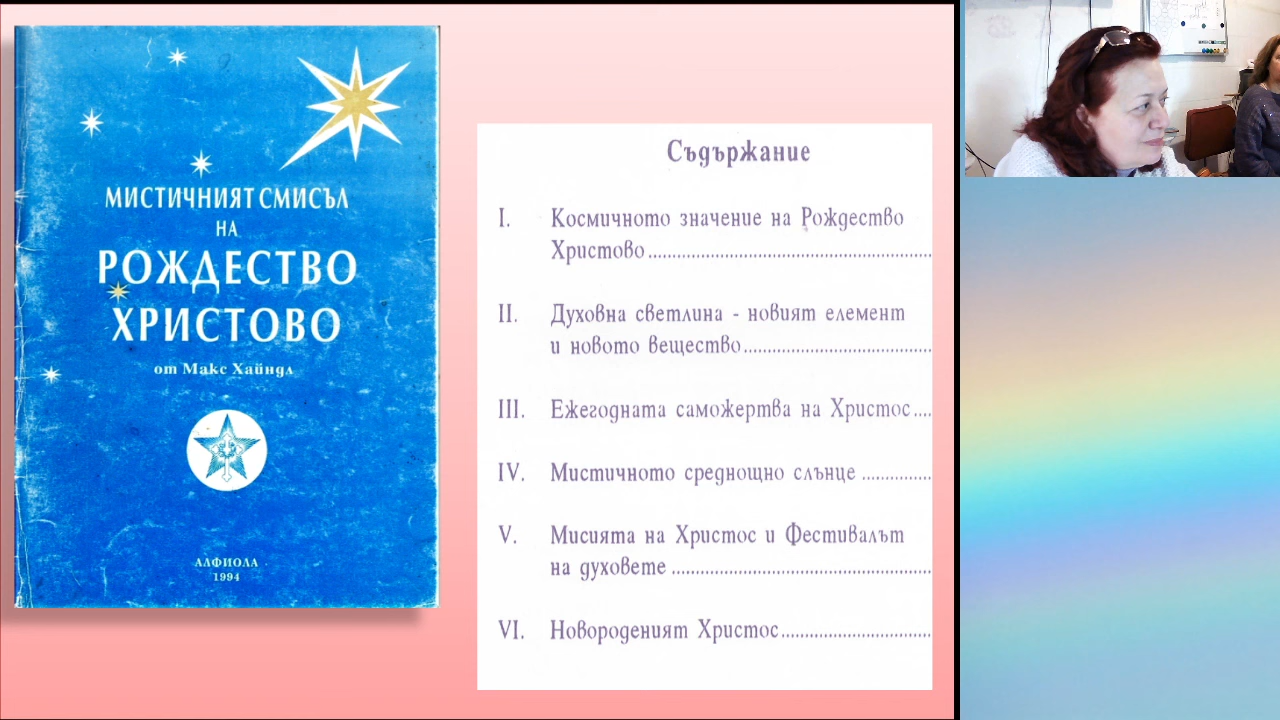 МИСТИЧНИЯТ СМИСЪЛ
НА
РОЖДЕСТВО
ХРИСТОВО
от Макс Хайндл
АЛФИОЛА
1994
Съдържание
I. Космичното значение на Рождество
Христово
II. Духовна светлина - новият елемент
и новото вещество
III. Ежегодната саможертва на Христос
IV. Мистичното среднощно слънце
V. Мисията на Христос и Фестивалът
на духовете
VI. Новороденият Христос